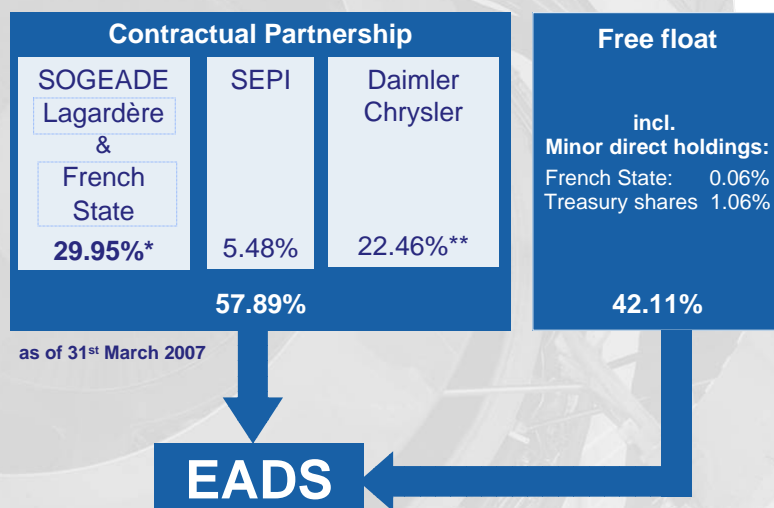 Contractual Partnership
SOGEADE
Lagardère
&
French
State
29.95%*
SEPI
5.48%
Daimler
Chrysler
22.46%**
57.89%
Free float
incl.
Minor direct holdings:
French State: 0.06%
Treasury shares 1.06%
42.11%
as of 31st March 2007
EADS